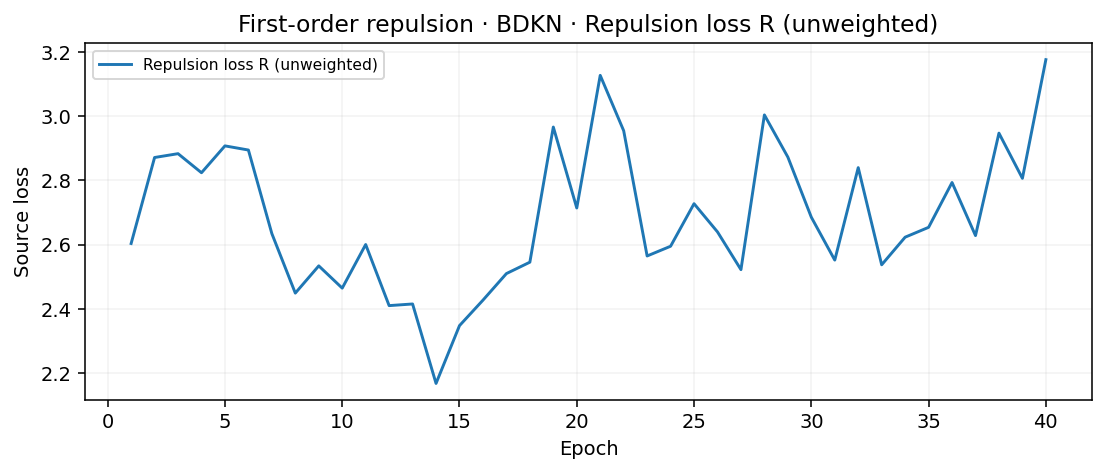 First-order repulsion · BDKN · Repulsion loss R (unweighted)
Repulsion loss R (unweighted)
Source loss
3.2
3.0
2.8
2.6
2.4
2.2
0 5 10 15 20 25 30 35 40
Epoch